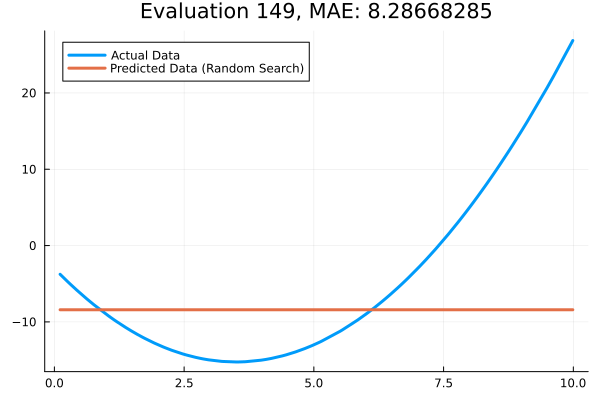 Evaluation 149, MAE: 8.28668285
Actual Data
Predicted Data (Random Search)
20
10
0
−10
0.0 2.5 5.0 7.5 10.0